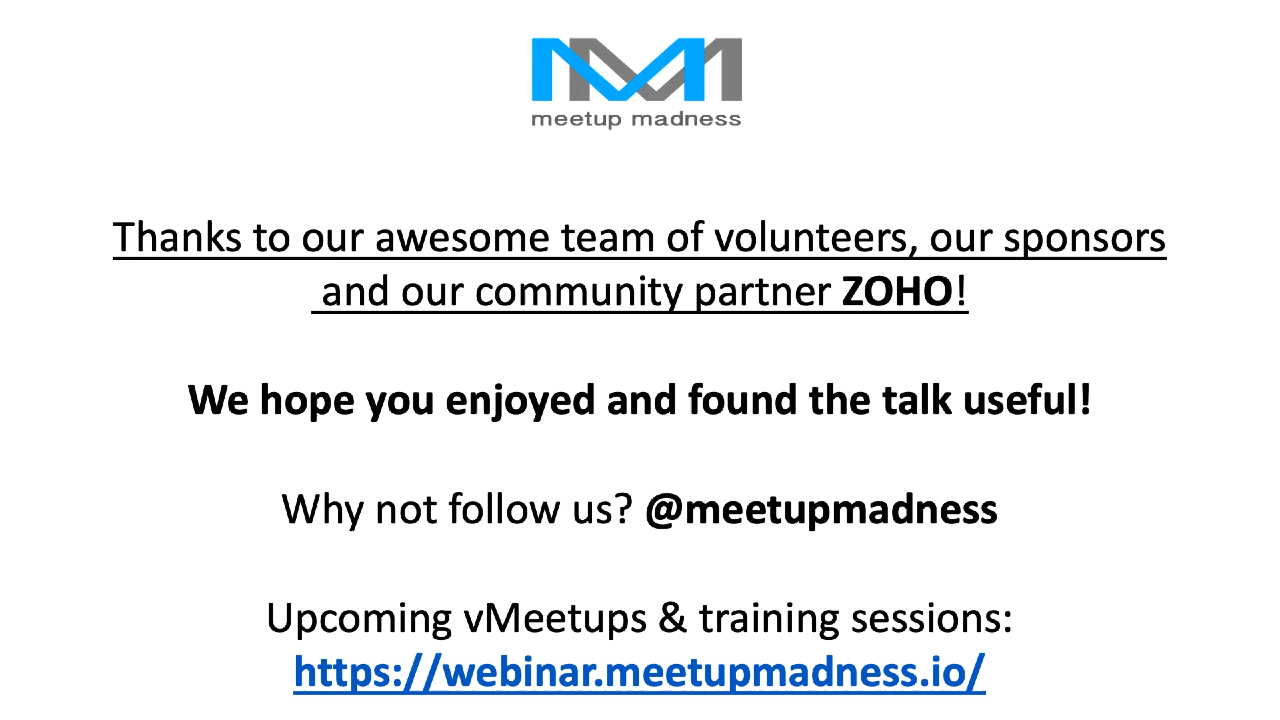 meetup madness
Thanks to our awesome team of volunteers, our sponsors
and our community partner ZOHO!
We hope you enjoyed and found the talk useful!
Why not follow us? @meetupmadness
Upcoming vMeetups & training sessions:
https://webinar.meetupmadness.io/